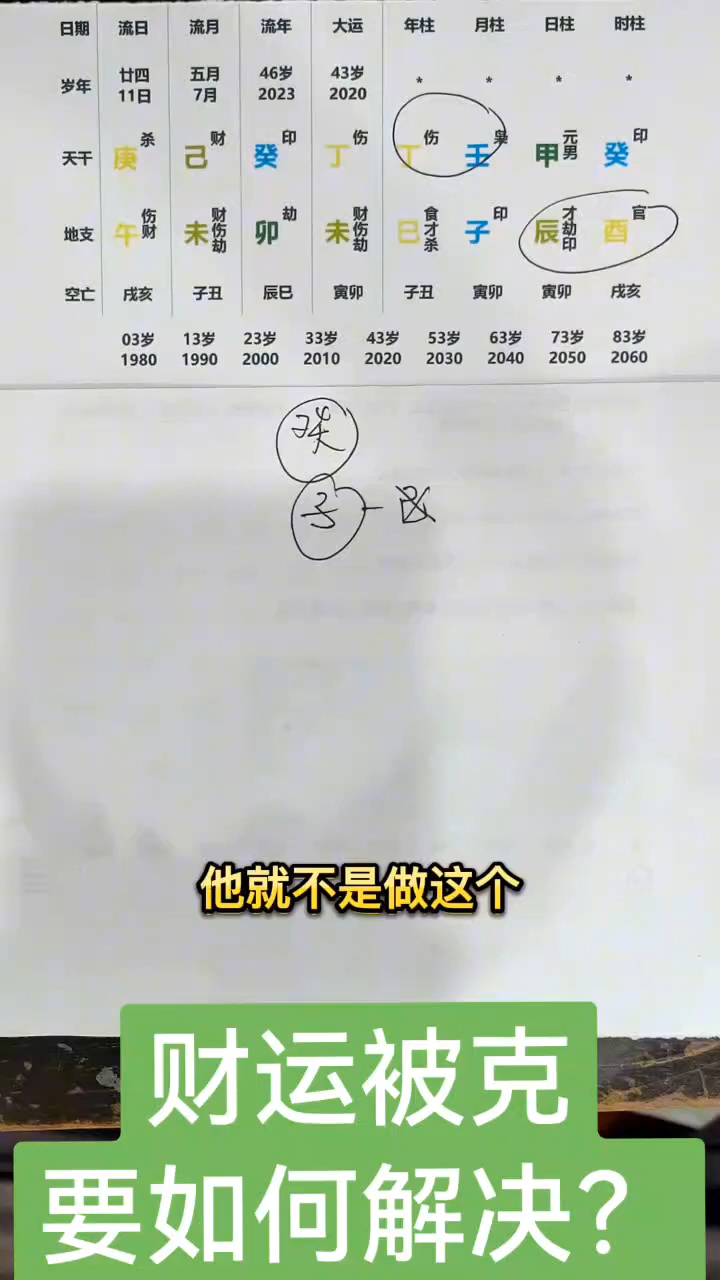 日期 流日 流月 流年 大运 年柱 月柱 日柱 时柱
岁年 廿四 11日 五月 7月 46岁 2023 43岁 2020 * * * *
天干 庚 杀 己 财 癸 印 丁 伤 丁 伤 壬 枭 甲 元男 癸 印
地支 午 伤财 未 财伤劫 卯 劫 未 财伤劫 巳 食才杀 子 印 辰 才劫印 酉 官
空亡 戌亥 子丑 辰巳 寅卯 子丑 寅卯 寅卯 戌亥
03岁 13岁 23岁 33岁 43岁 53岁 63岁 73岁 83岁
1980 1990 2000 2010 2020 2030 2040 2050 2060
子
他就不是做这个
财运被克
要如何解决？